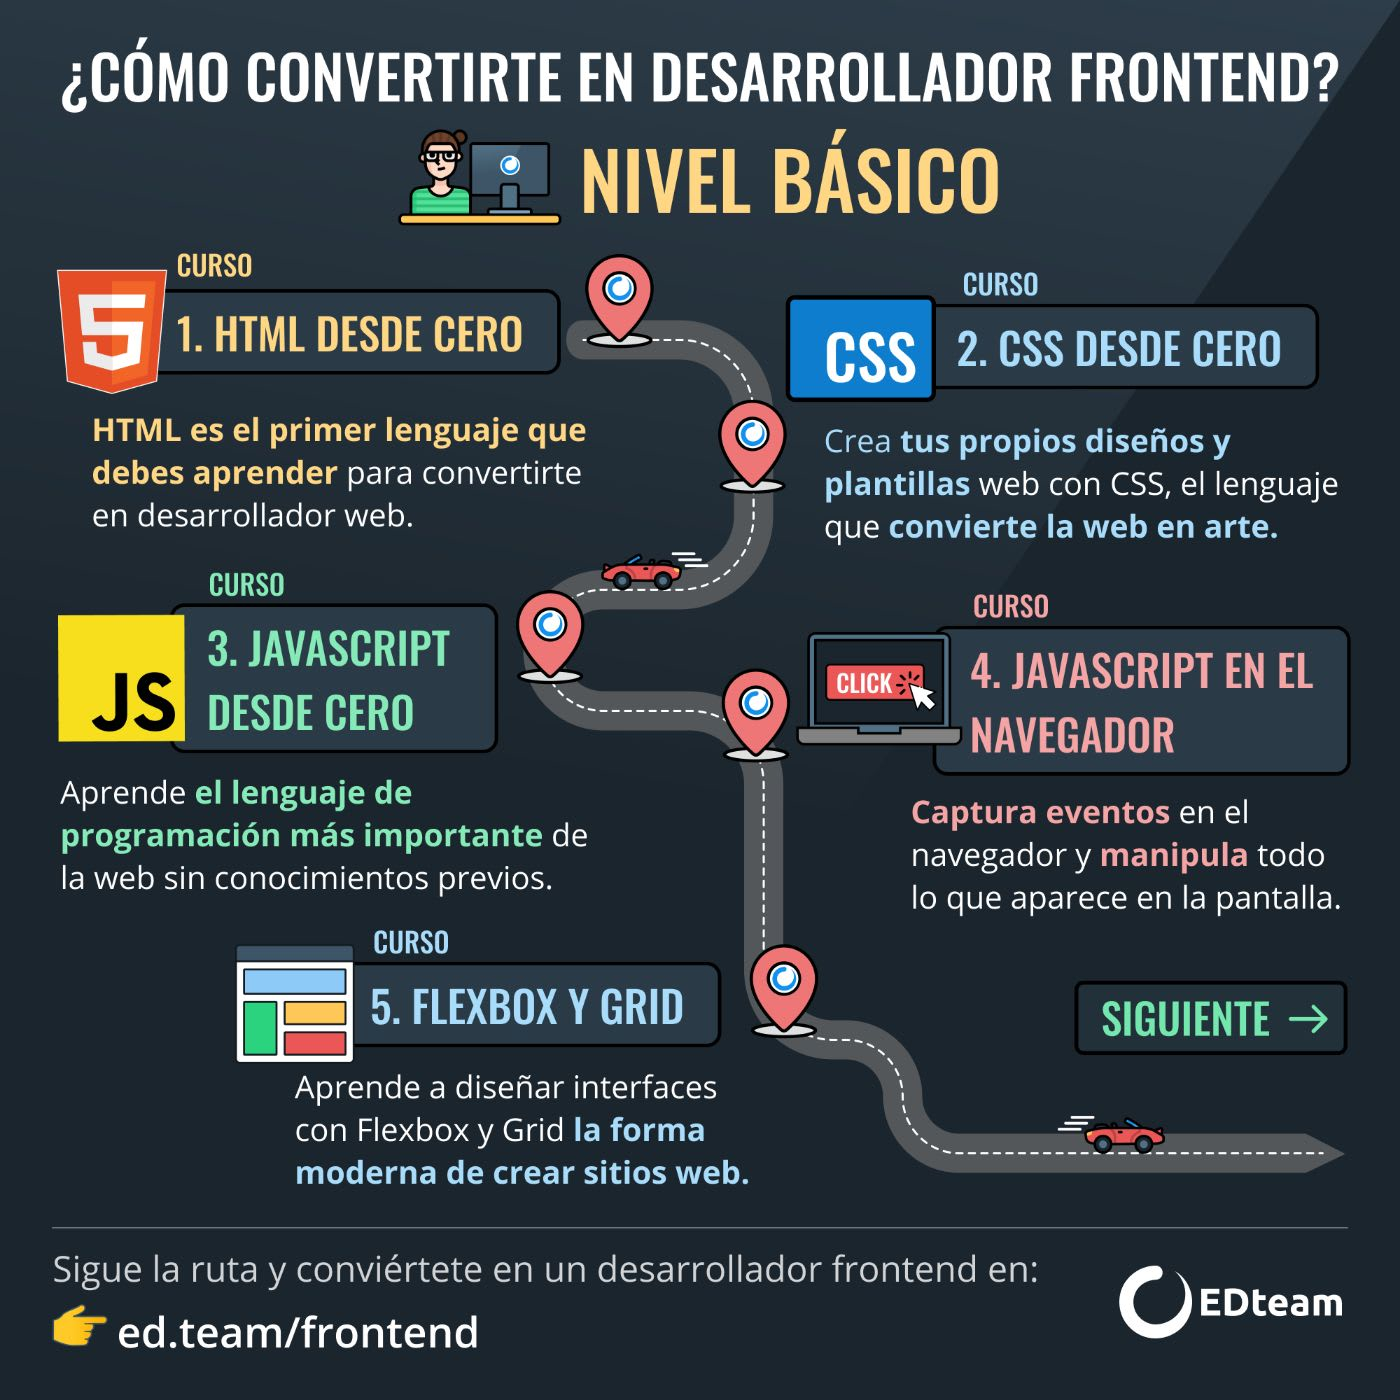 ¿CÓMO CONVERTIRTE EN DESARROLLADOR FRONTEND?
NIVEL BÁSICO
CURSO
5
1. HTML DESDE CERO
HTML es el primer lenguaje que
debes aprender para convertirte
en desarrollador web.
CURSO
CSS
2. CSS DESDE CERO
Crea tus propios diseños y
plantillas web con CSS, el lenguaje
que convierte la web en arte.
CURSO
JS
3. JAVASCRIPT
DESDE CERO
Aprende el lenguaje de
programación más importante de
la web sin conocimientos previos.
CURSO
CLICK
4. JAVASCRIPT EN EL
NAVEGADOR
Captura eventos en el
navegador y manipula todo
lo que aparece en la pantalla.
CURSO
5. FLEXBOX Y GRID
Aprende a diseñar interfaces
con Flexbox y Grid la forma
moderna de crear sitios web.
SIGUIENTE →
Sigue la ruta y conviértete en un desarrollador frontend en:
👉 ed.team/frontend
EDteam